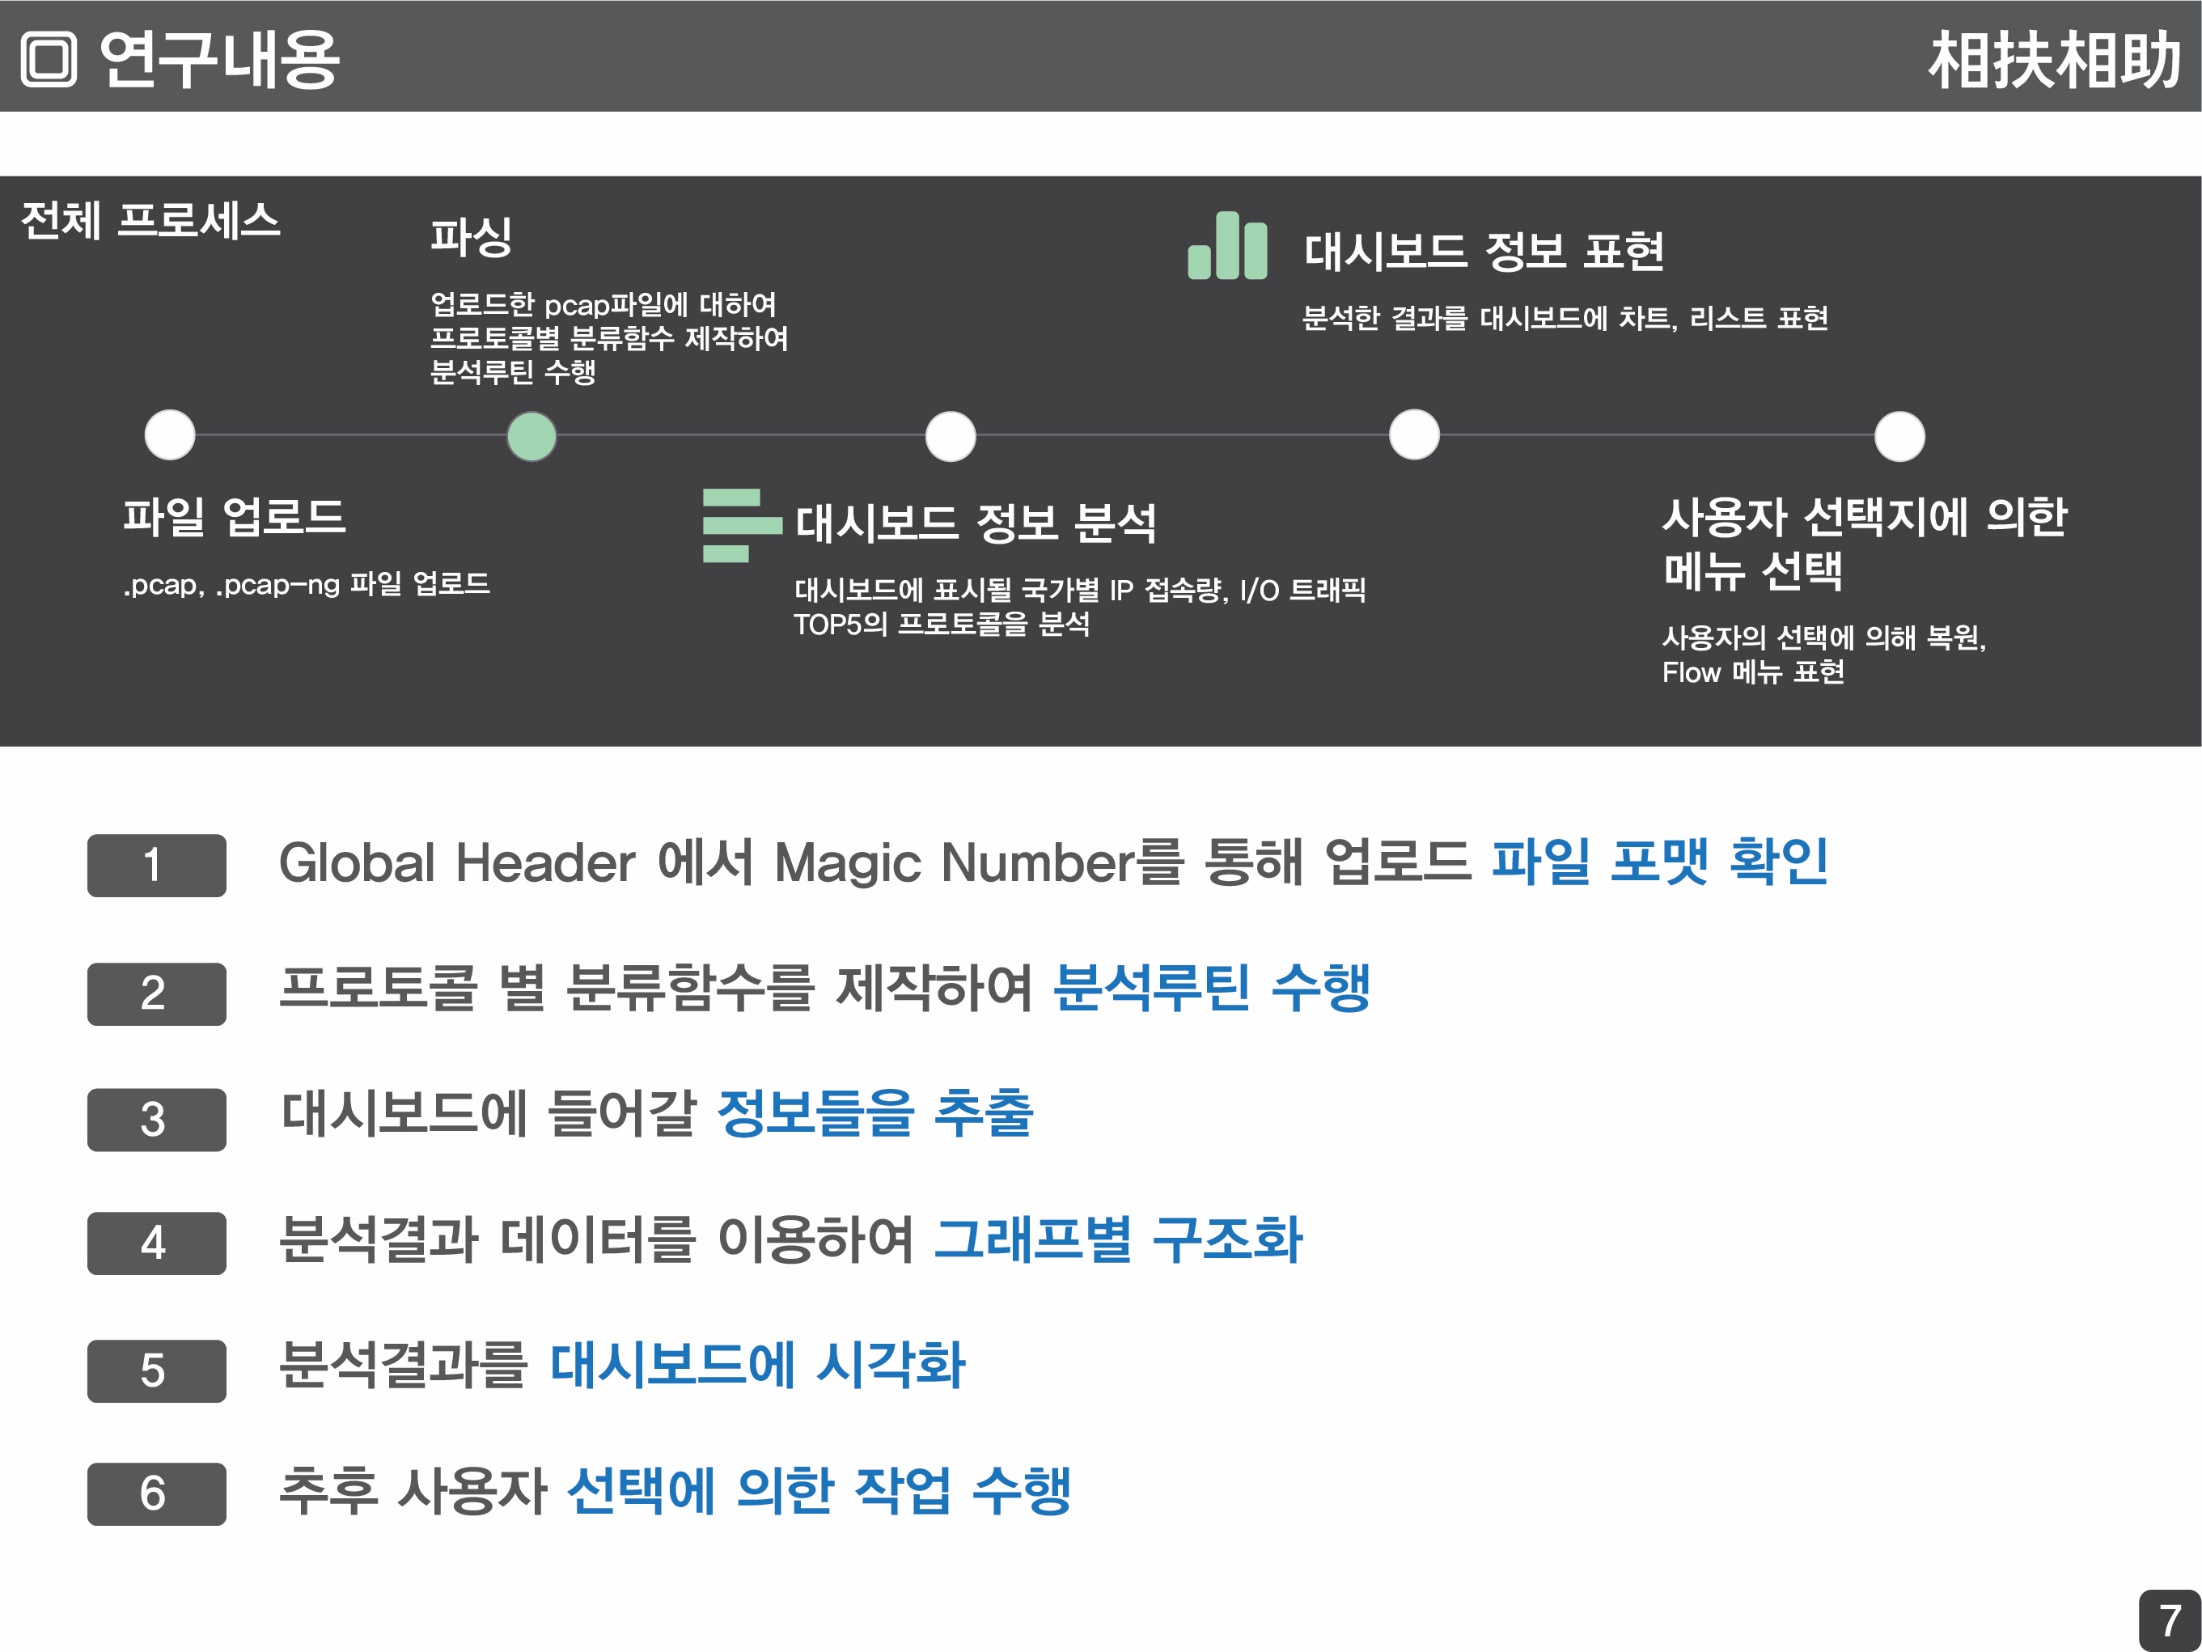 연구내용
相扶相助
전체 프로세스
파싱
업로드한 pcap파일에 대하여
프로토콜별 분류함수 제작하여
분석루틴 수행
대시보드 정보 표현
분석한 결과를 대시보드에 차트, 리스트 표현
파일 업로드
.pcap, .pcap-ng 파일 업로드
대시보드 정보 분석
대시보드에 표시될 국가별 IP 접속량, I/O 트래픽
TOP5의 프로토콜을 분석
사용자 선택지에 의한
메뉴 선택
사용자의 선택에 의해 복원,
Flow 메뉴 표현
1 Global Header 에서 Magic Number를 통해 업로드 파일 포맷 확인
2 프로토콜 별 분류함수를 제작하여 분석루틴 수행
3 대시보드에 들어갈 정보들을 추출
4 분석결과 데이터를 이용하여 그래프별 구조화
5 분석결과를 대시보드에 시각화
6 추후 사용자 선택에 의한 작업 수행
7